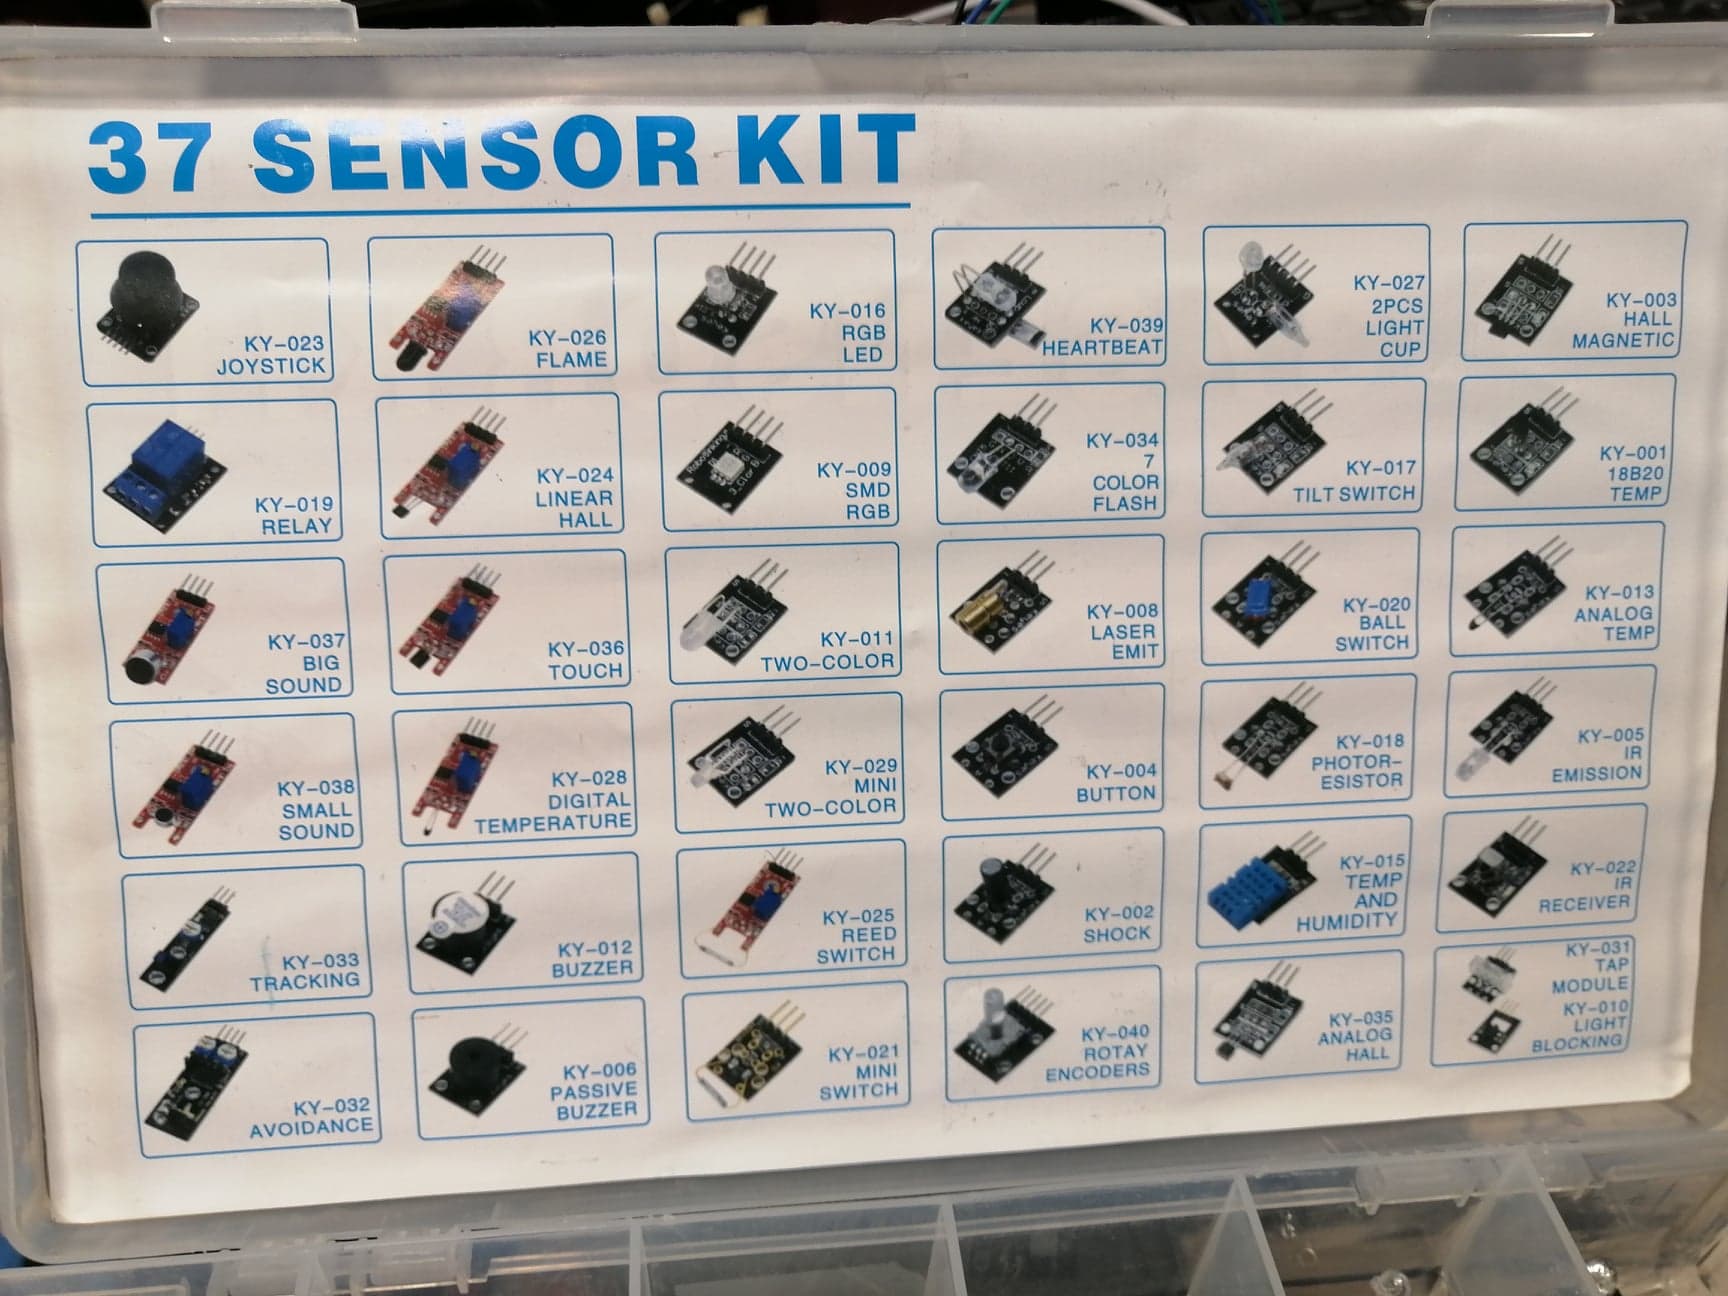 37 SENSOR KIT
KY-023
JOYSTICK
KY-026
FLAME
KY-016
RGB
LED
KY-039
HEARTBEAT
KY-027
2PCS
LIGHT
CUP
KY-003
HALL
MAGNETIC
KY-019
RELAY
KY-024
LINEAR
HALL
KY-009
SMD
RGB
KY-034
7
COLOR
FLASH
KY-017
TILT SWITCH
KY-001
18B20
TEMP
KY-037
BIG
SOUND
KY-036
TOUCH
KY-011
TWO-COLOR
KY-008
LASER
EMIT
KY-020
BALL
SWITCH
KY-013
ANALOG
TEMP
KY-038
SMALL
SOUND
KY-028
DIGITAL
TEMPERATURE
KY-029
MINI
TWO-COLOR
KY-004
BUTTON
KY-018
PHOTOR-
ESISTOR
KY-005
IR
EMISSION
KY-033
TRACKING
KY-012
BUZZER
KY-025
REED
SWITCH
KY-002
SHOCK
KY-015
TEMP
AND
HUMIDITY
KY-022
IR
RECEIVER
KY-032
AVOIDANCE
KY-006
PASSIVE
BUZZER
KY-021
MINI
SWITCH
KY-040
ROTAY
ENCODERS
KY-035
ANALOG
HALL
KY-031
TAP
MODULE
KY-010
LIGHT
BLOCKING